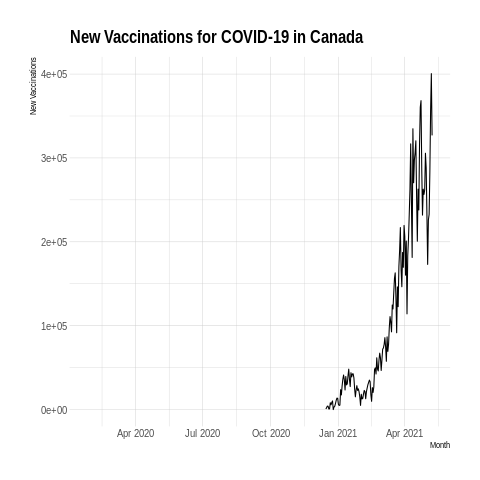 New Vaccinations for COVID-19 in Canada
New Vaccinations
4e+05
3e+05
2e+05
1e+05
0e+00
Apr 2020 Jul 2020 Oct 2020 Jan 2021 Apr 2021
Month